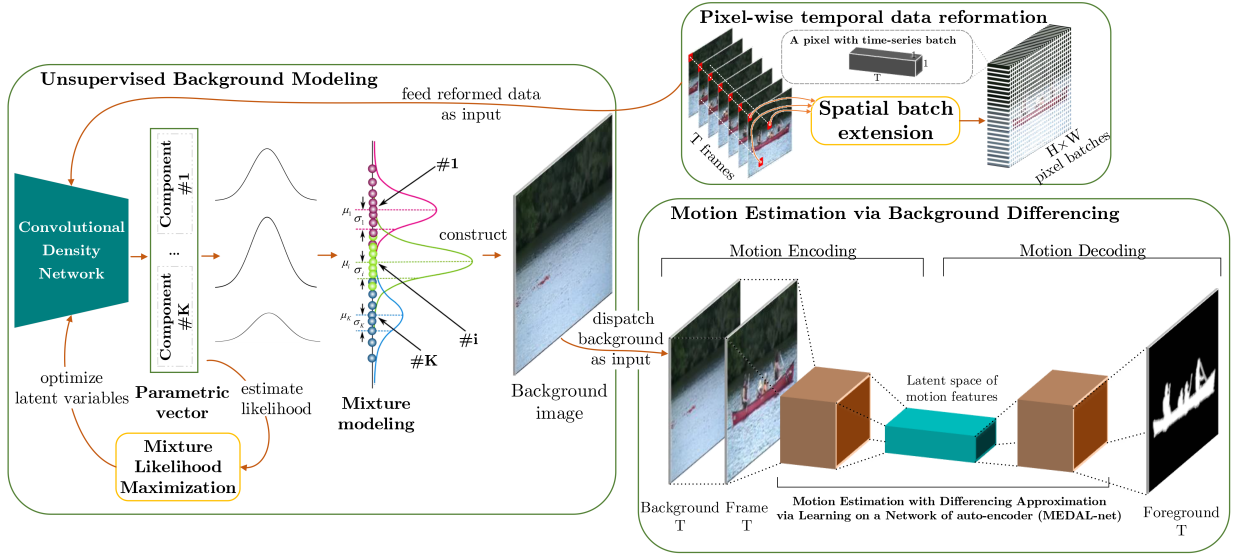 Pixel-wise temporal data reformation
A pixel with time-series batch
T
1
T frames
Spatial batch
extension
H×W
pixel batches
Unsupervised Background Modeling
feed reformed data
as input
Convolutional
Density
Network
Component
#1
...
Component
#K
Parametric
vector
optimize
latent variables
estimate
likelihood
Mixture
Likelihood
Maximization
μ1
σ1
μi
σi
μK
σK
#1
#i
#K
Mixture
modeling
construct
Background
image
dispatch
background
as input
Motion Estimation via Background Differencing
Motion Encoding
Motion Decoding
Latent space of
motion features
Background
T
Frame
T
Motion Estimation with Differencing Approximation
via Learning on a Network of auto-encoder (MEDAL-net)
Foreground
T